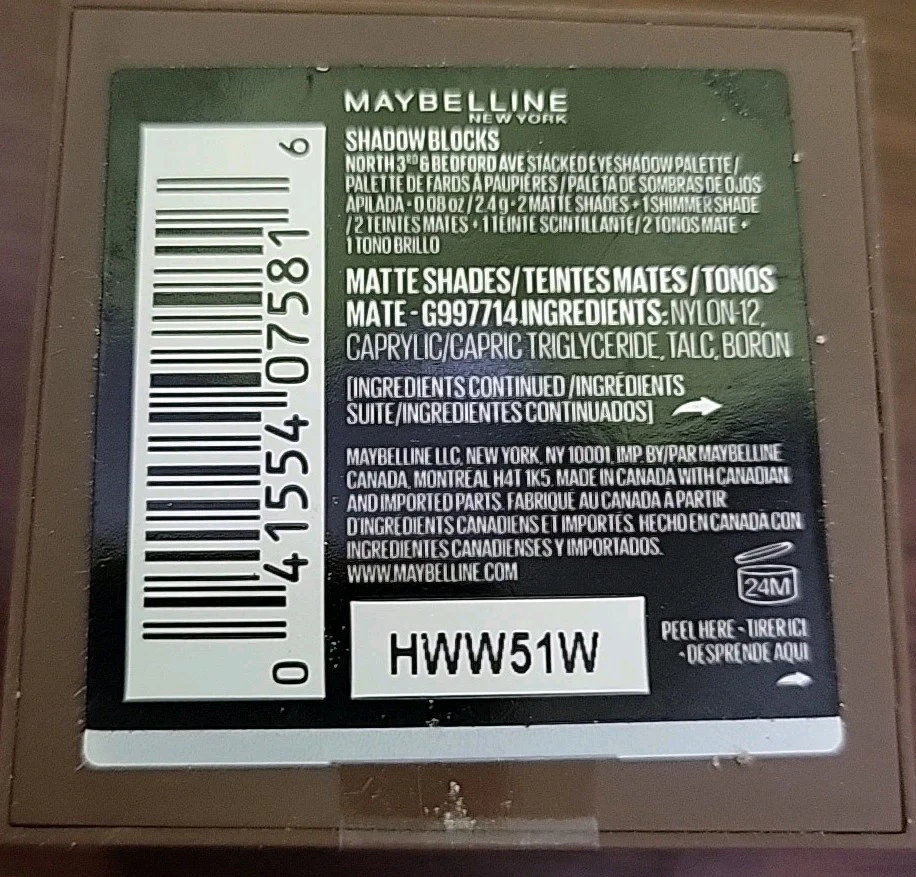 MAYBELLINE
NEW YORK
SHADOW BLOCKS
NORTH 3RD & BEDFORD AVE STACKED EYESHADOW PALETTE /
PALETTE DE FARDS À PAUPIÈRES / PALETA DE SOMBRAS DE OJOS
APILADA • 0.08 oz / 2.4 g • 2 MATTE SHADES + 1 SHIMMER SHADE
/ 2 TEINTES MATES + 1 TEINTE SCINTILLANTE / 2 TONOS MATE +
1 TONO BRILLO
MATTE SHADES / TEINTES MATES / TONOS
MATE - G997714 INGREDIENTS: NYLON-12,
CAPRYLIC/CAPRIC TRIGLYCERIDE, TALC, BORON
[INGREDIENTS CONTINUED / INGRÉDIENTS
SUITE/INGREDIENTES CONTINUADOS]
MAYBELLINE LLC, NEW YORK, NY 10001, IMP. BY/PAR MAYBELLINE
CANADA, MONTRÉAL H4T 1K5. MADE IN CANADA WITH CANADIAN
AND IMPORTED PARTS. FABRIQUÉ AU CANADA À PARTIR
D'INGRÉDIENTS CANADIENS ET IMPORTÉS. HECHO EN CANADÁ CON
INGREDIENTES CANADIENSES Y IMPORTADOS.
WWW.MAYBELLINE.COM
24M
HWW51W
PEEL HERE - TIRER ICI
- DESPRENDE AQUI
0 41554 07581 6